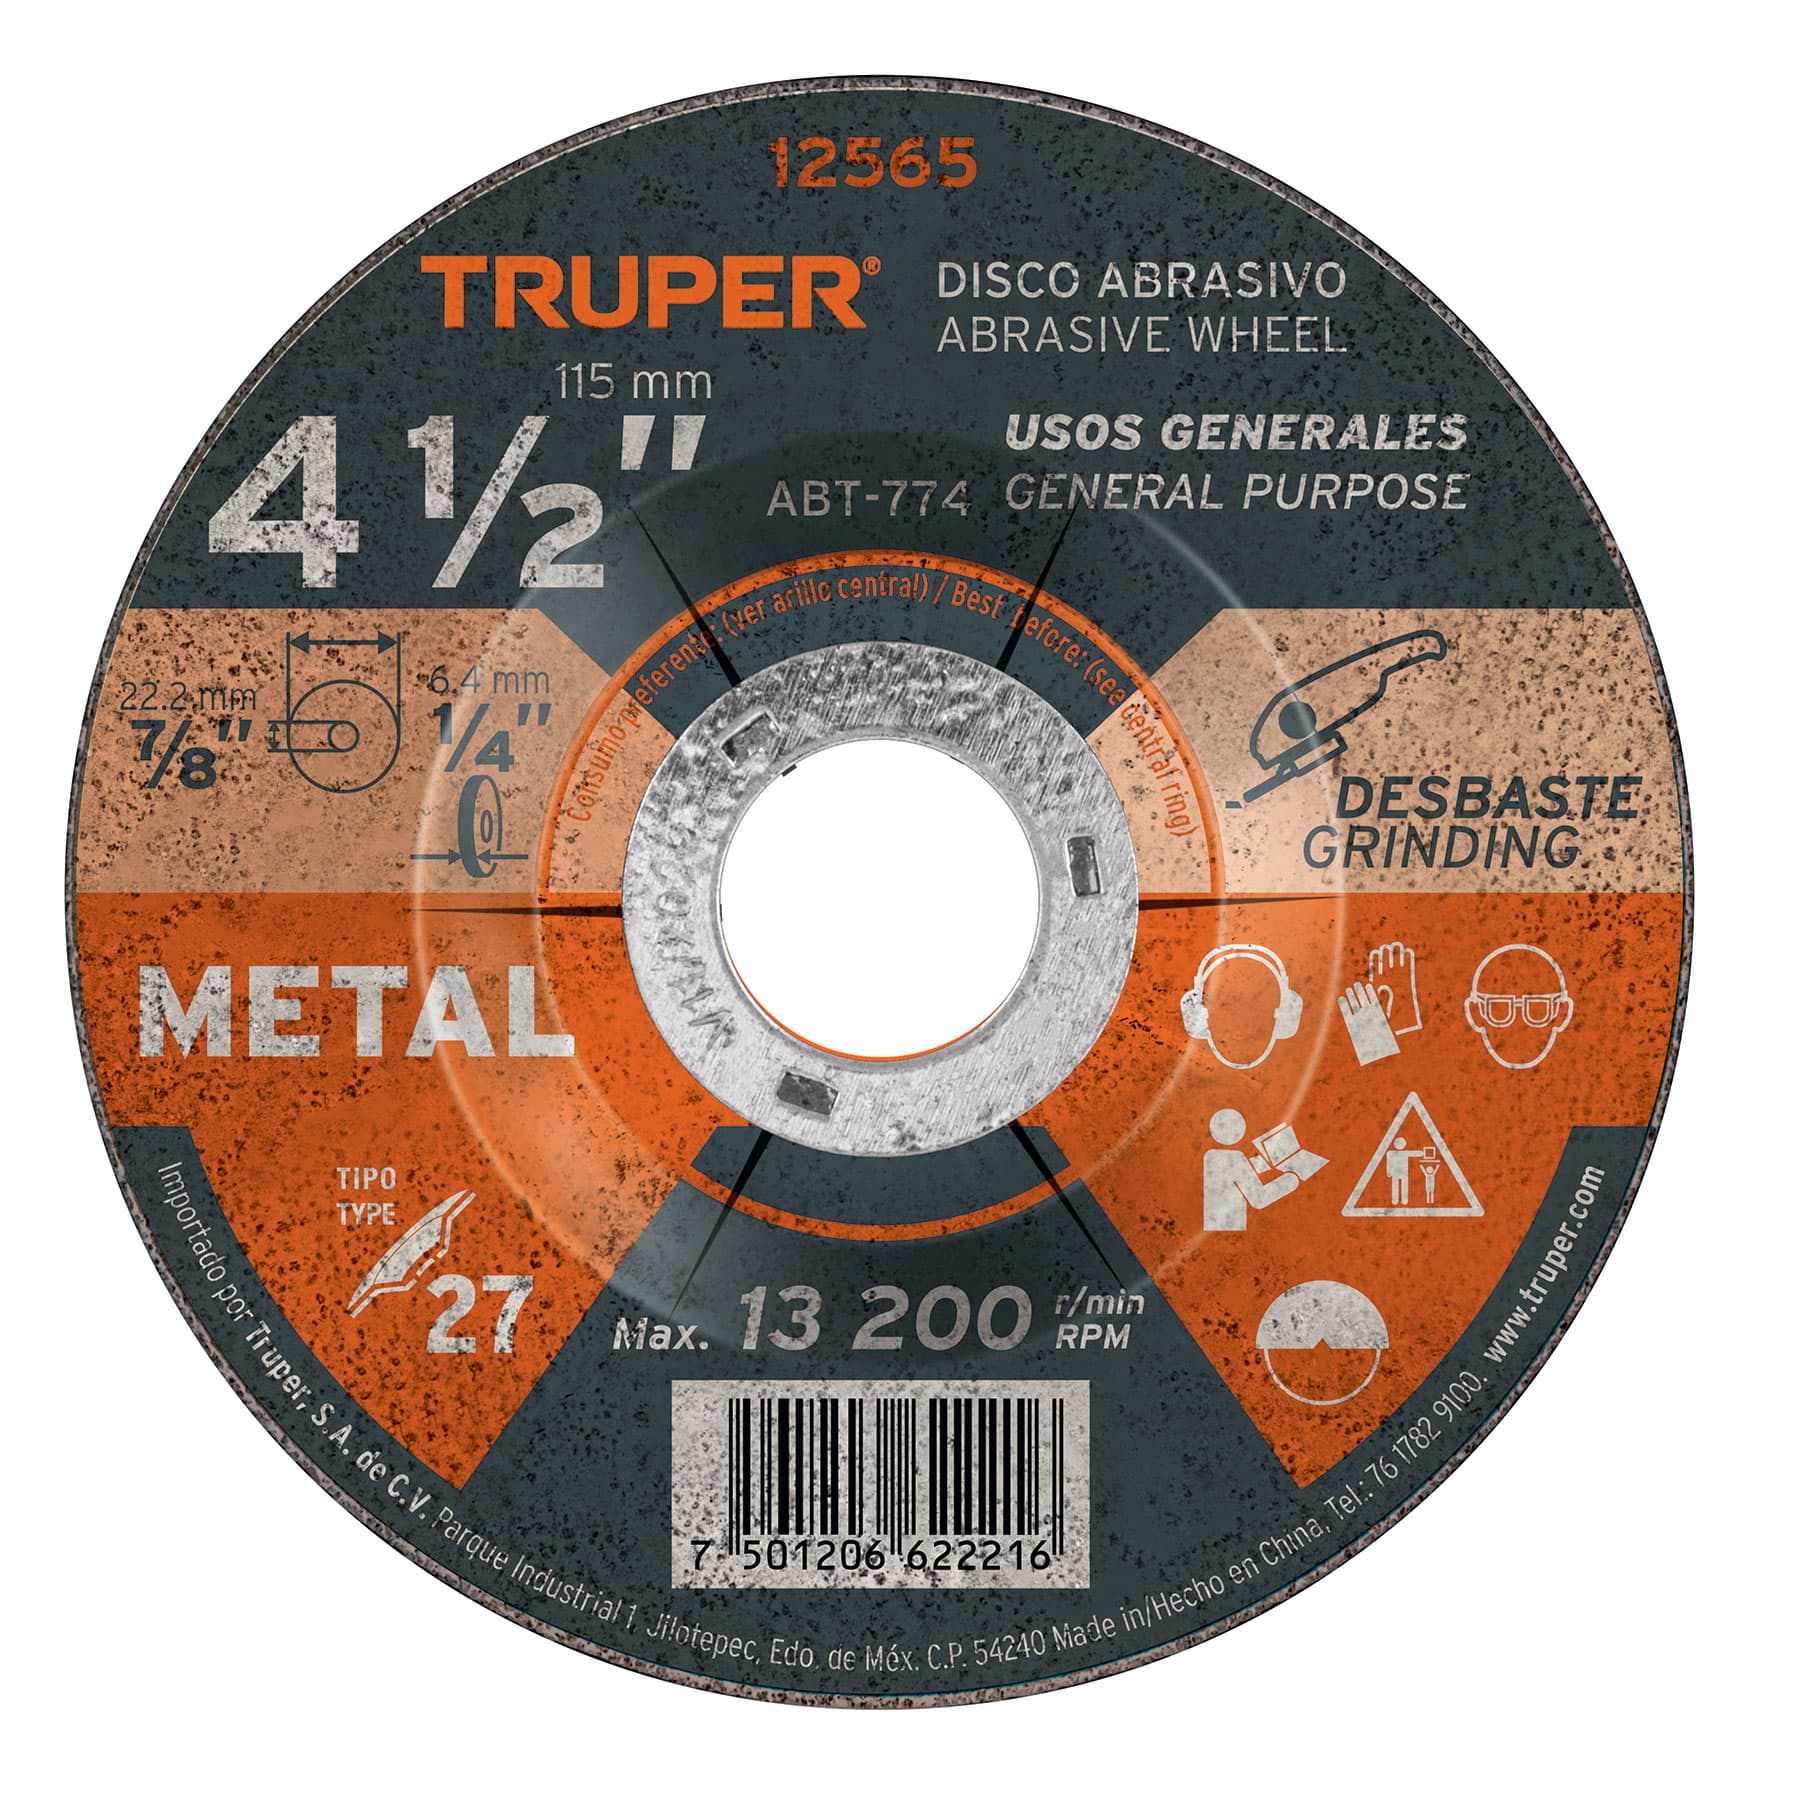 12565
TRUPER®
DISCO ABRASIVO
ABRASIVE WHEEL
115 mm
4 1/2"
USOS GENERALES
ABT-774 GENERAL PURPOSE
Consumo preferente: (ver arillo central) / Best before: (see central ring)
22.2 mm
7/8"
6.4 mm
1/4"
DESBASTE
GRINDING
METAL
TIPO
TYPE
27
Max. 13 200 r/min
RPM
7 501206 622216
Importado por Truper, S.A. de C.V. Parque Industrial 1, Jilotepec, Edo. de Méx. C.P. 54240 Made in/Hecho en China, Tel.: 76 1782 9100. www.truper.com